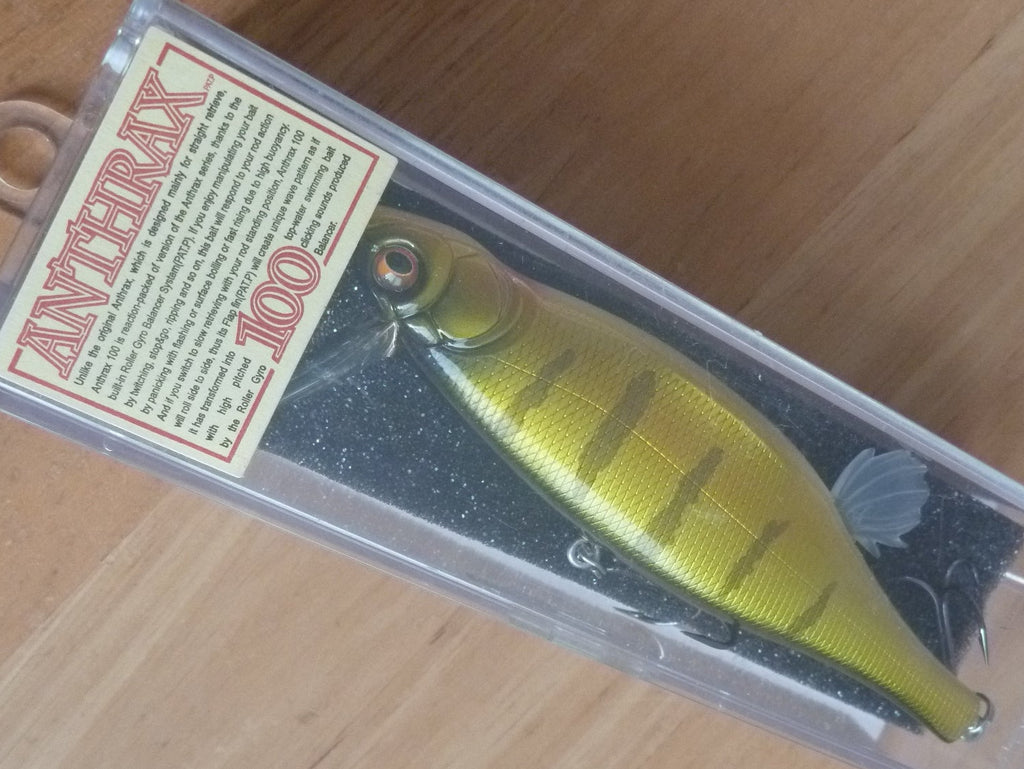 ANTHRAX PAT.P
Unlike the original Anthrax, which is designed mainly for straight retrieve,
Anthrax 100 is reaction-packed of version of the Anthrax series, thanks to the
built-in Roller Gyro Balancer System(PAT.P). If you enjoy manipulating your bait
by twitching, stop&go, ripping and so on, this bait will respond to your rod action
by panicking with flashing or surface boiling or fast rising due to high buoyancy.
And if you switch to slow retrieving with your rod standing position, Anthrax 100
will roll side to side, thus its Flap fin(PAT.P) will create unique wave pattern as if
it has transformed into top-water swimming bait
with high pitched clicking sounds produced
by the Roller Gyro Balancer.
100